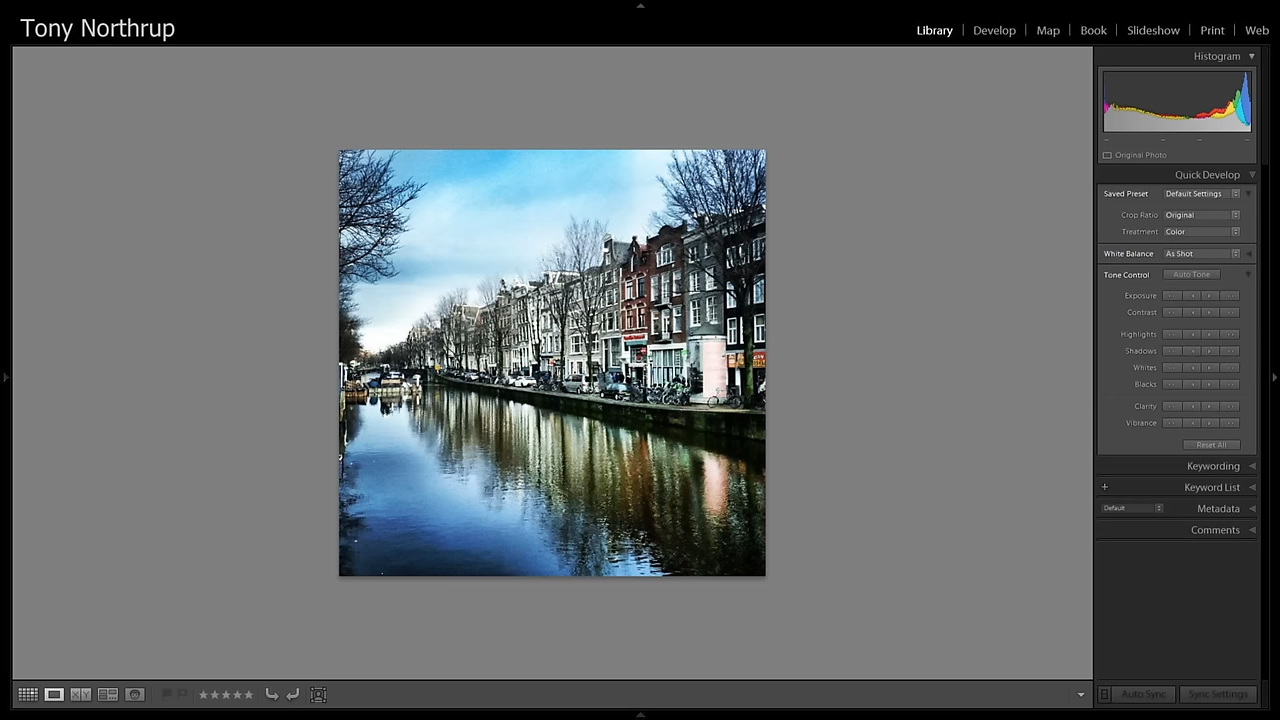 Tony Northrup
Library | Develop | Map | Book | Slideshow | Print | Web
Histogram
Original Photo
Quick Develop
Saved Preset Default Settings
Crop Ratio Original
Treatment Color
White Balance As Shot
Tone Control Auto Tone
Exposure
Contrast
Highlights
Shadows
Whites
Blacks
Clarity
Vibrance
Reset All
Keywording
+ Keyword List
Default Metadata
Comments
X Y
Auto Sync Sync Settings